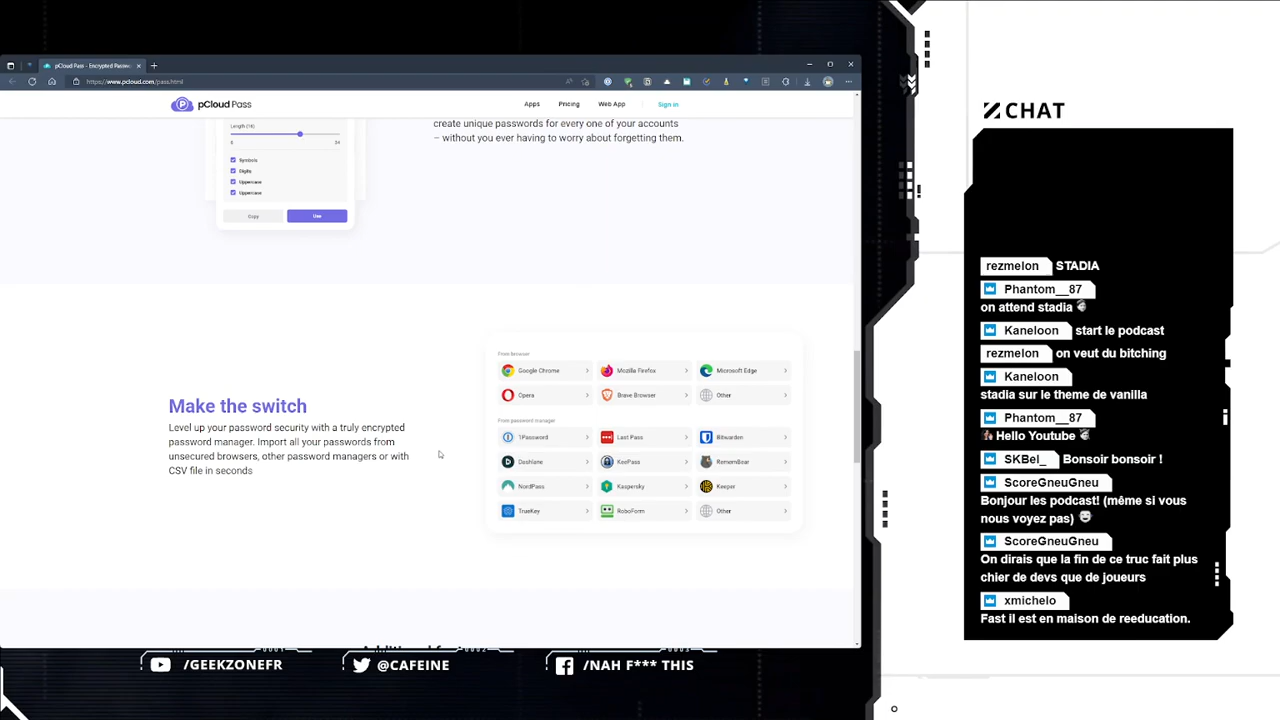 pCloud Pass - Encrypted Passw
https://www.pcloud.com/pass.html
pCloud Pass
Apps
Pricing
Web App
Sign in
Length (16)
Symbols
Digits
Uppercase
Uppercase
Copy
Use
create unique passwords for every one of your accounts
– without you ever having to worry about forgetting them.
Make the switch
Level up your password security with a truly encrypted
password manager. Import all your passwords from
unsecured browsers, other password managers or with
CSV file in seconds
From browser
Google Chrome
Mozilla Firefox
Microsoft Edge
Opera
Brave Browser
Other
From password manager
1Password
Last Pass
Bitwarden
Dashlane
KeePass
RememBear
NordPass
Kaspersky
Keeper
TrueKey
RoboForm
Other
/GEEKZONEFR
@CAFEINE
/NAH F*** THIS
CHAT
rezmelon STADIA
Phantom__87
on attend stadia
Kaneloon start le podcast
rezmelon on veut du bitching
Kaneloon
stadia sur le theme de vanilla
Phantom__87
Hello Youtube
SKBel_ Bonsoir bonsoir !
ScoreGneuGneu
Bonjour les podcast! (même si vous
nous voyez pas)
ScoreGneuGneu
On dirais que la fin de ce truc fait plus
chier de devs que de joueurs
xmichelo
Fast il est en maison de reeducation.